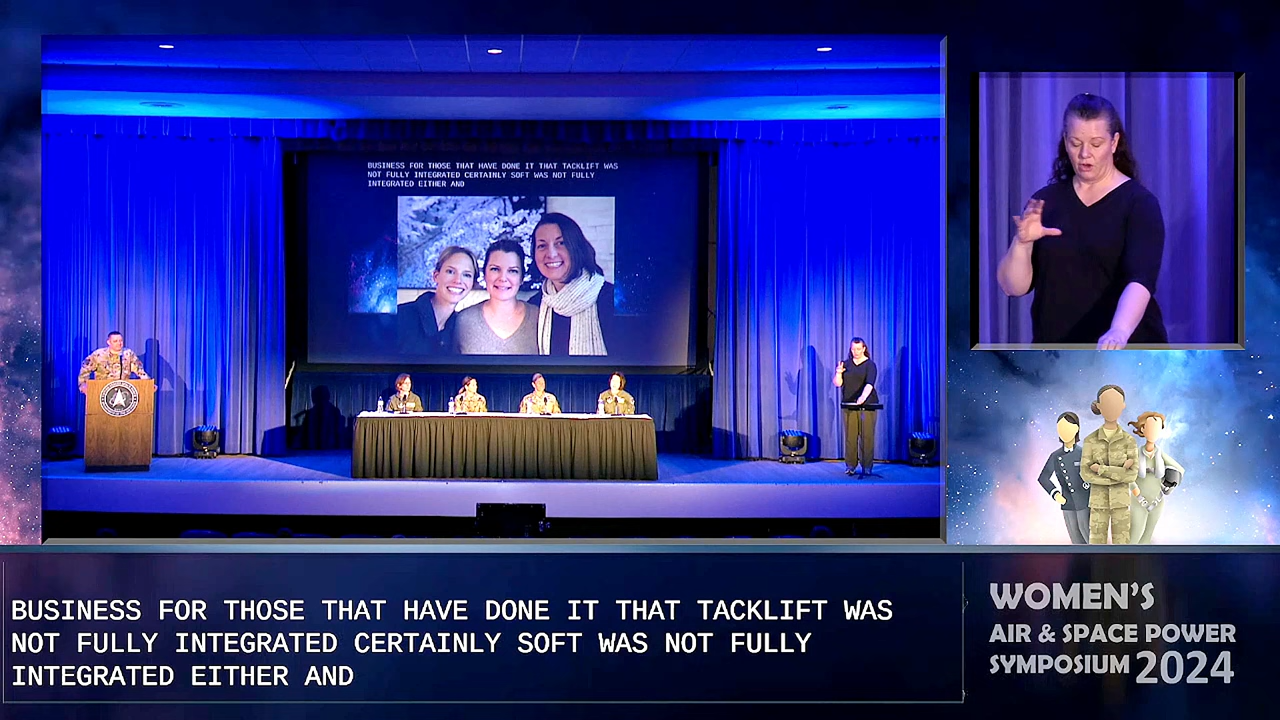 BUSINESS FOR THOSE THAT HAVE DONE IT THAT TACKLIFT WAS
NOT FULLY INTEGRATED CERTAINLY SOFT WAS NOT FULLY
INTEGRATED EITHER AND
BUSINESS FOR THOSE THAT HAVE DONE IT THAT TACKLIFT WAS
NOT FULLY INTEGRATED CERTAINLY SOFT WAS NOT FULLY
INTEGRATED EITHER AND
WOMEN'S
AIR & SPACE POWER
SYMPOSIUM 2024